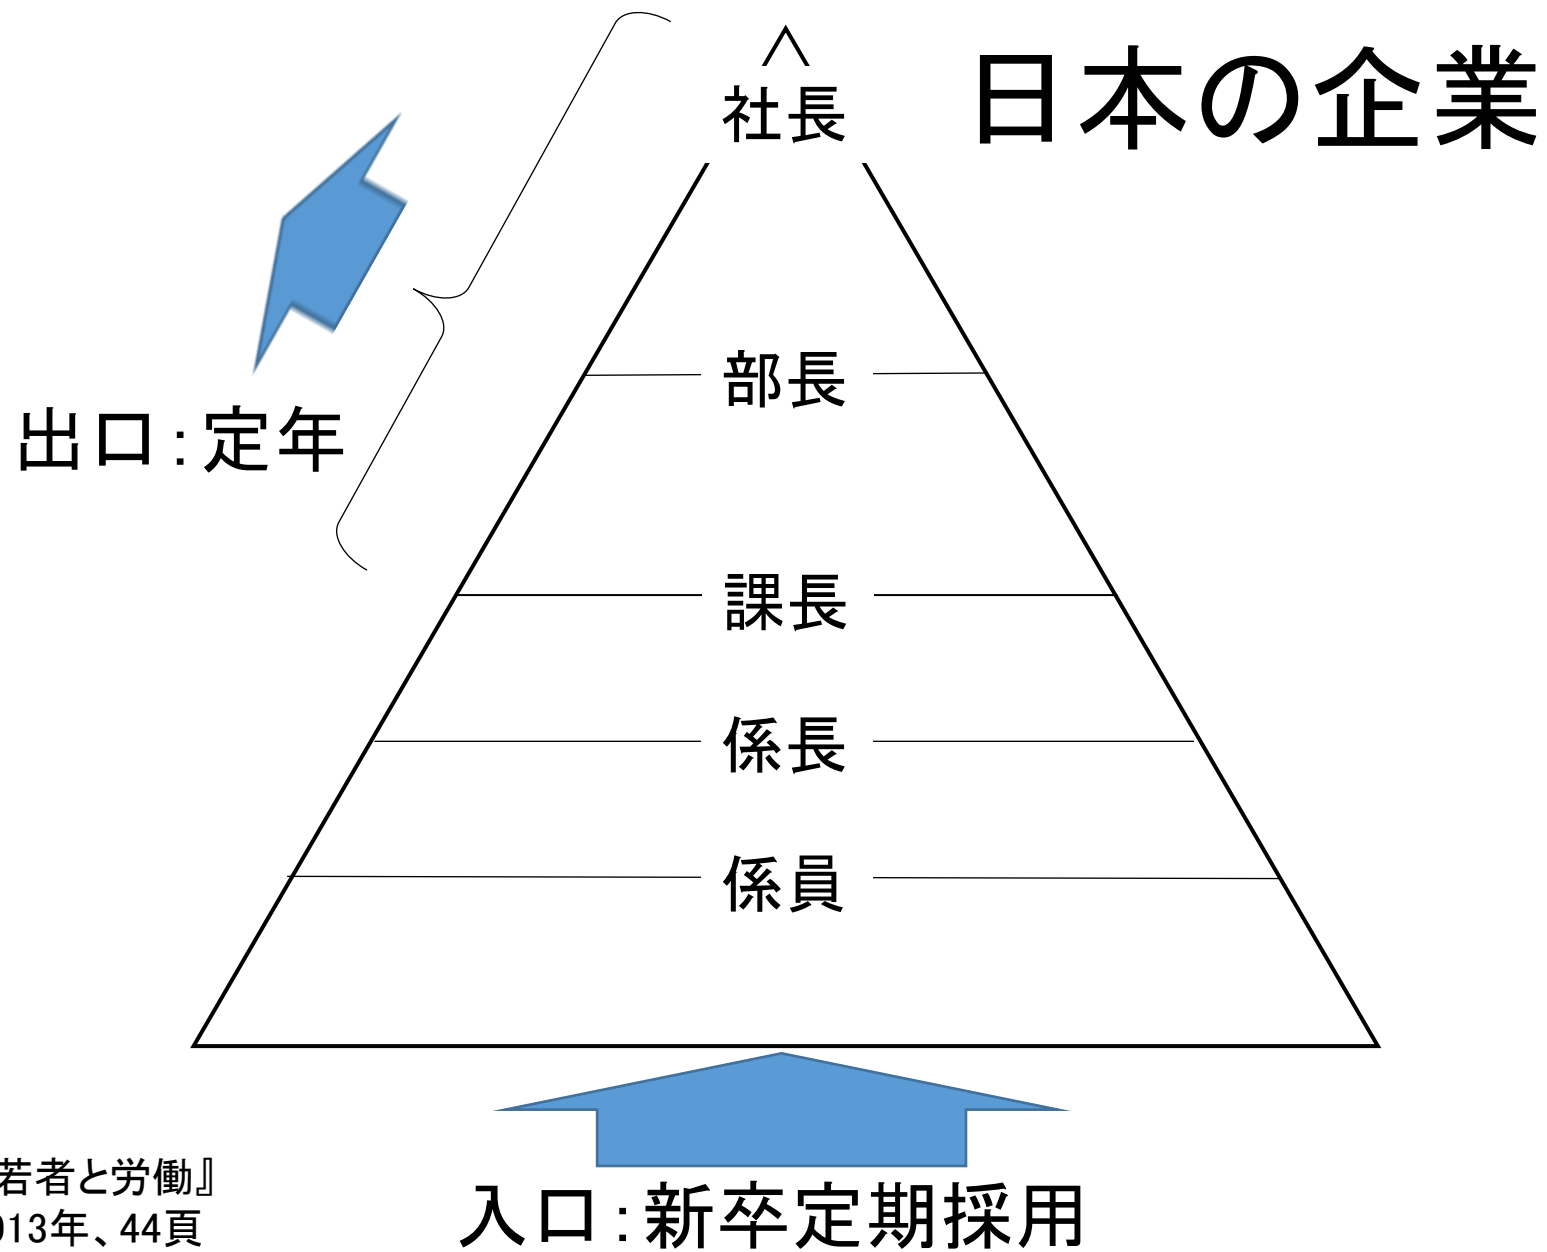 日本の企業
社長
部長
出口：定年
課長
係長
係員
若者と労働』
013年、44頁
入口：新卒定期採用